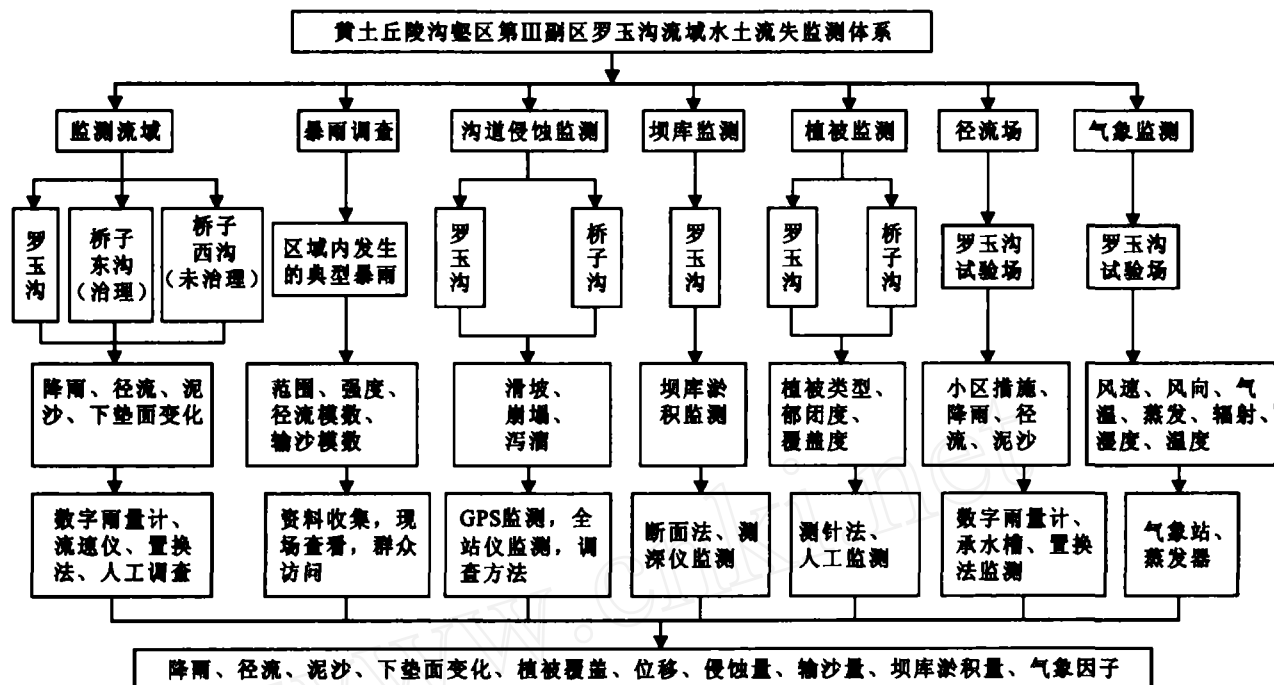 黄土丘陵沟壑区第Ⅲ副区罗玉沟流域水土流失监测体系
监测流域
暴雨调查
沟道侵蚀监测
坝库监测
植被监测
径流场
气象监测
罗玉沟
桥子
东沟
（治理）
桥子
西沟
（未治理）
区域内发生
的典型暴雨
罗玉沟
桥子沟
罗玉沟
罗玉沟
桥子沟
罗玉沟
试验场
罗玉沟
试验场
降雨、径流、泥
沙、下垫面变化
范围、强度、
径流模数、
输沙模数
滑坡、
崩塌、
泻溜
坝库淤
积监测
植被类型、
郁闭度、
覆盖度
小区措施、
降雨、径
流、泥沙
风速、风向、气
温、蒸发、辐射、
湿度、温度
数字雨量计、
流速仪、置换
法、人工调查
资料收集，现
场查看，群众
访问
GPS监测，全
站仪监测，调
查方法
断面法、测
深仪监测
测针法、
人工监测
数字雨量计、
承水槽、置换
法监测
气象站、
蒸发器
降雨、径流、泥沙、下垫面变化、植被覆盖、位移、侵蚀量、输沙量、坝库淤积量、气象因子
www.cnki.net